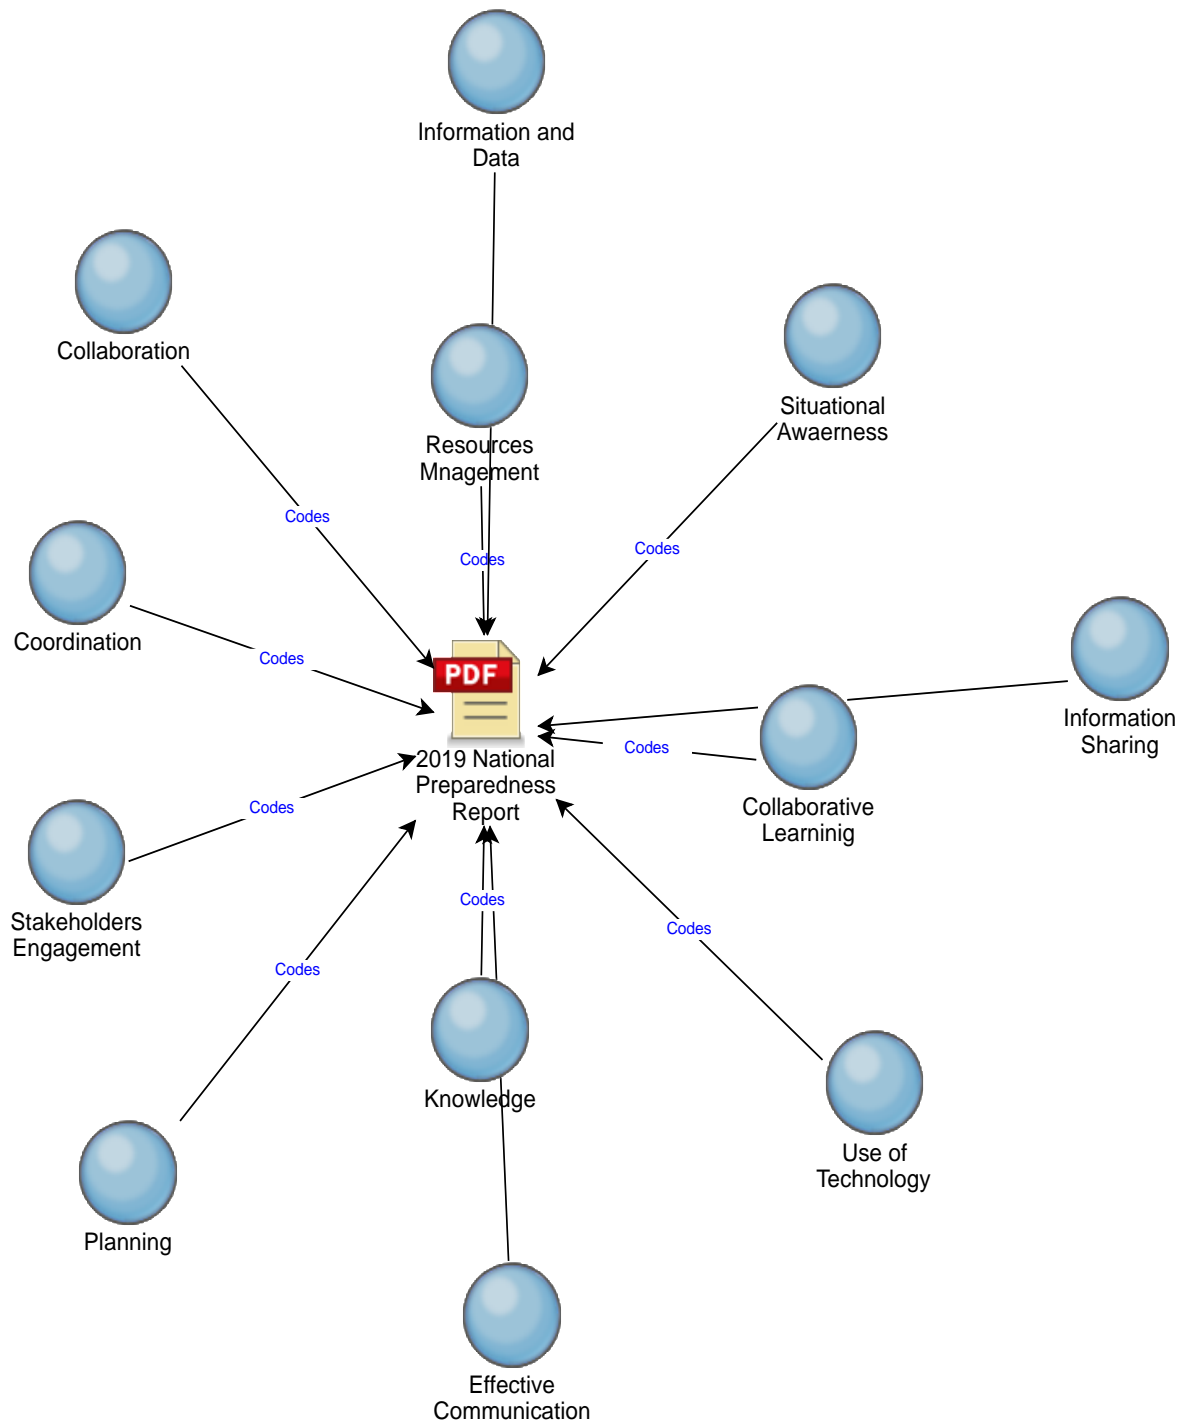 Information and
Data
Collaboration
Resources
Mnagement
Situational
Awaerness
Codes
Codes
Codes
Coordination
Codes
PDF
Information
Sharing
Codes
2019 National
Preparedness
Report
Collaborative
Learninig
Codes
Stakeholders
Engagement
Codes
Codes
Codes
Knowledge
Use of
Technology
Planning
Effective
Communication